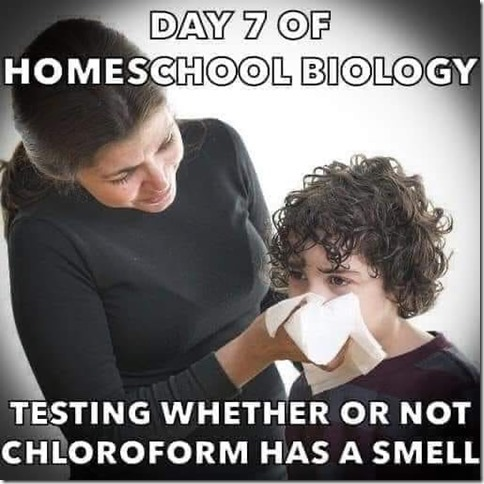 DAY 7 OF
HOMESCHOOL BIOLOGY
TESTING WHETHER OR NOT
CHLOROFORM HAS A SMELL